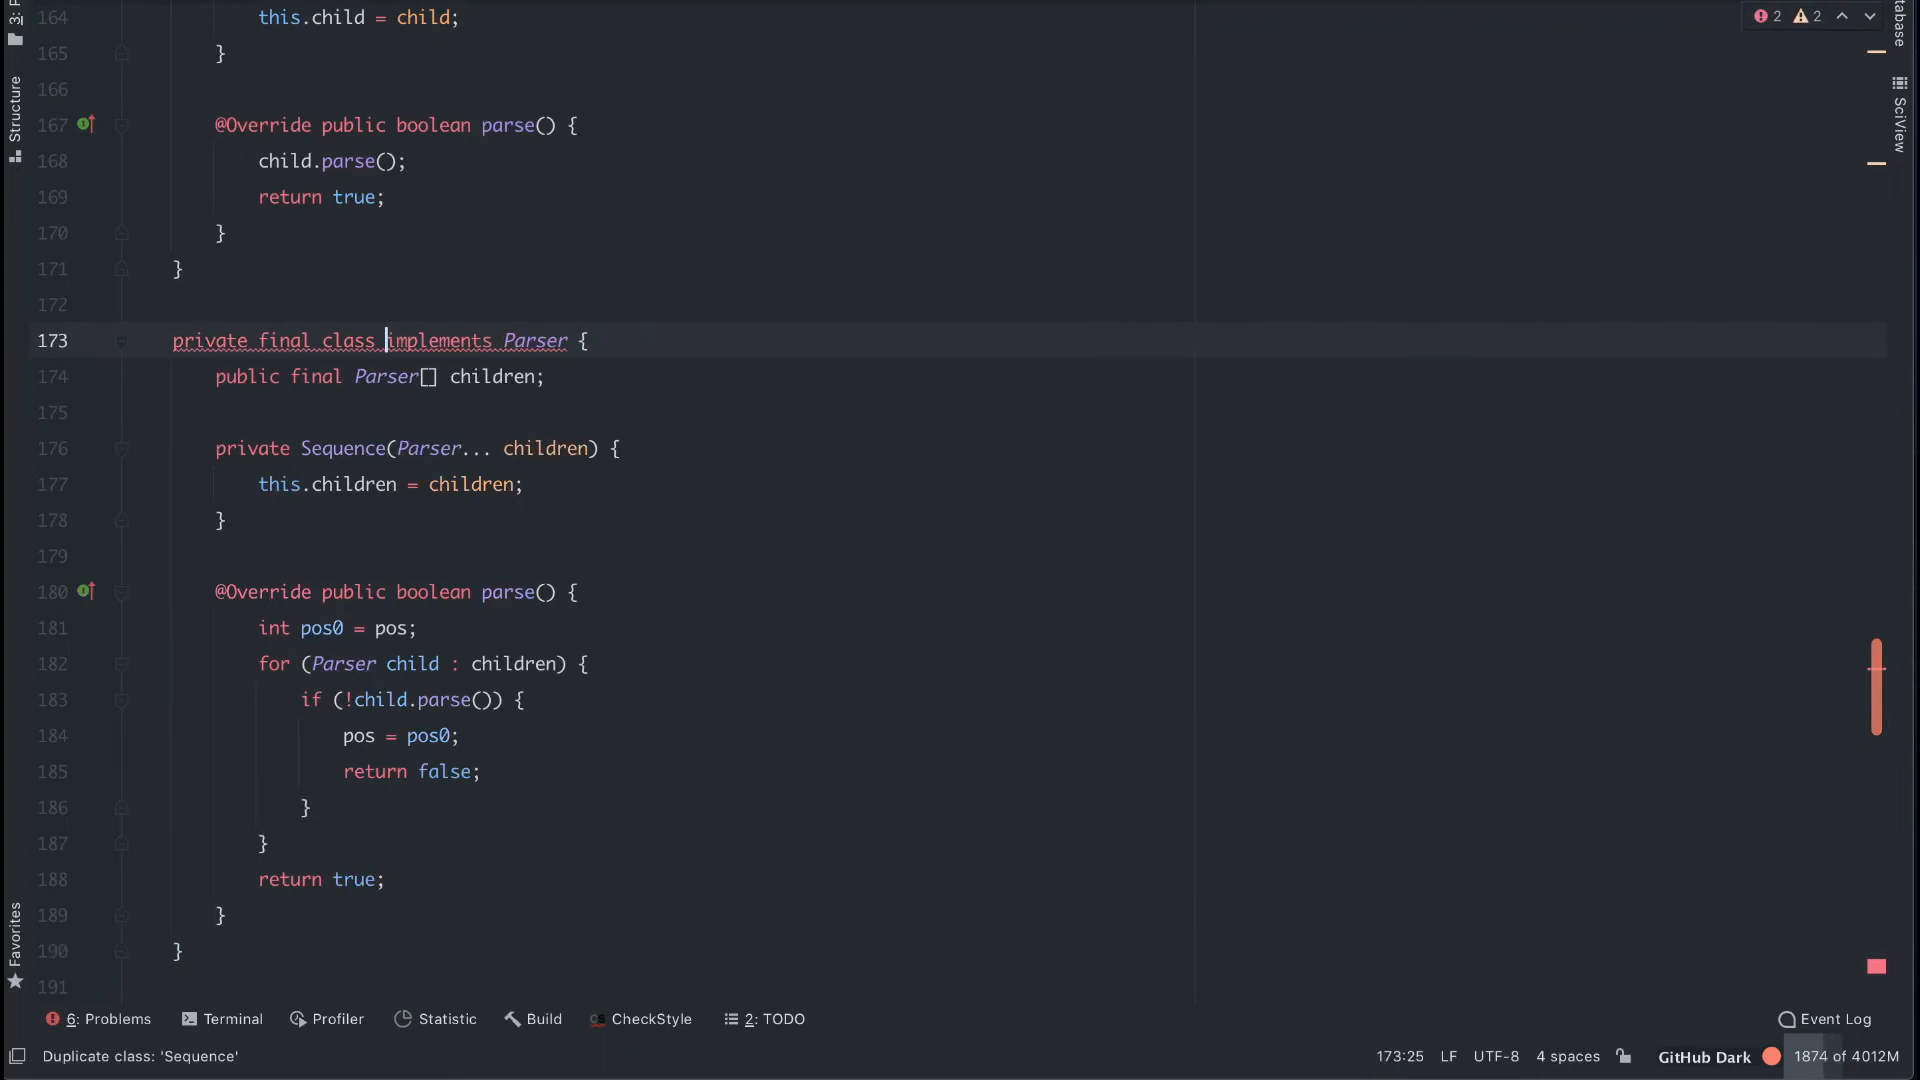 164 this.child = child;
165 }
166
167 @Override public boolean parse() {
168 child.parse();
169 return true;
170 }
171 }
172
173 private final class implements Parser {
174 public final Parser[] children;
175
176 private Sequence(Parser... children) {
177 this.children = children;
178 }
179
180 @Override public boolean parse() {
181 int pos0 = pos;
182 for (Parser child : children) {
183 if (!child.parse()) {
184 pos = pos0;
185 return false;
186 }
187 }
188 return true;
189 }
190 }
191
2 2
3:
Structure
Favorites
tabase
SciView
6: Problems Terminal Profiler Statistic Build CheckStyle 2: TODO Event Log
Duplicate class: 'Sequence' 173:25 LF UTF-8 4 spaces GitHub Dark 1874 of 4012M